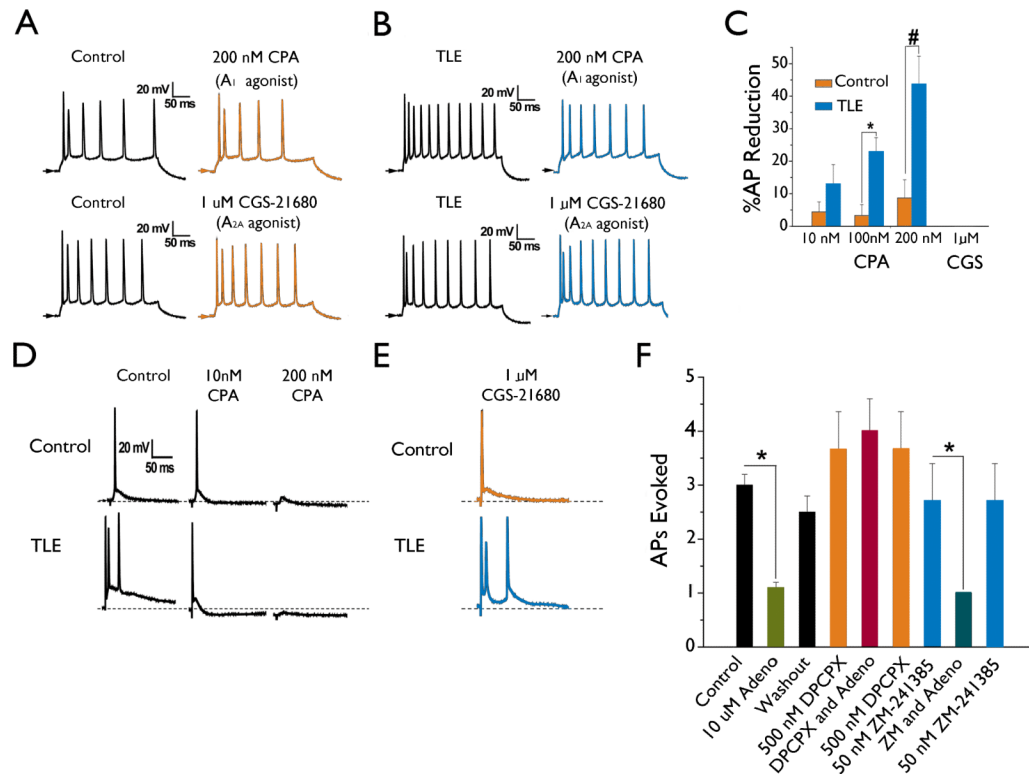 A
Control
200 nM CPA
(A1 agonist)
20 mV
50 ms
Control
1 uM CGS-21680
(A2A agonist)
20 mV
50 ms
B
TLE
200 nM CPA
(A1 agonist)
20 mV
50 ms
TLE
1 µM CGS-21680
(A2A agonist)
20 mV
50 ms
C
%AP Reduction
50
40
30
20
10
0
Control
TLE
*
#
10 nM
100nM
200 nM
1µM
CPA
CGS
D
Control
10nM
CPA
200 nM
CPA
Control
20 mV
50 ms
TLE
E
1 µM
CGS-21680
Control
TLE
F
APs Evoked
5
4
3
2
1
0
*
*
Control
10 uM Adeno
Washout
500 nM DPCPX
DPCPX and Adeno
500 nM DPCPX
50 nM ZM-241385
ZM and Adeno
50 nM ZM-241385